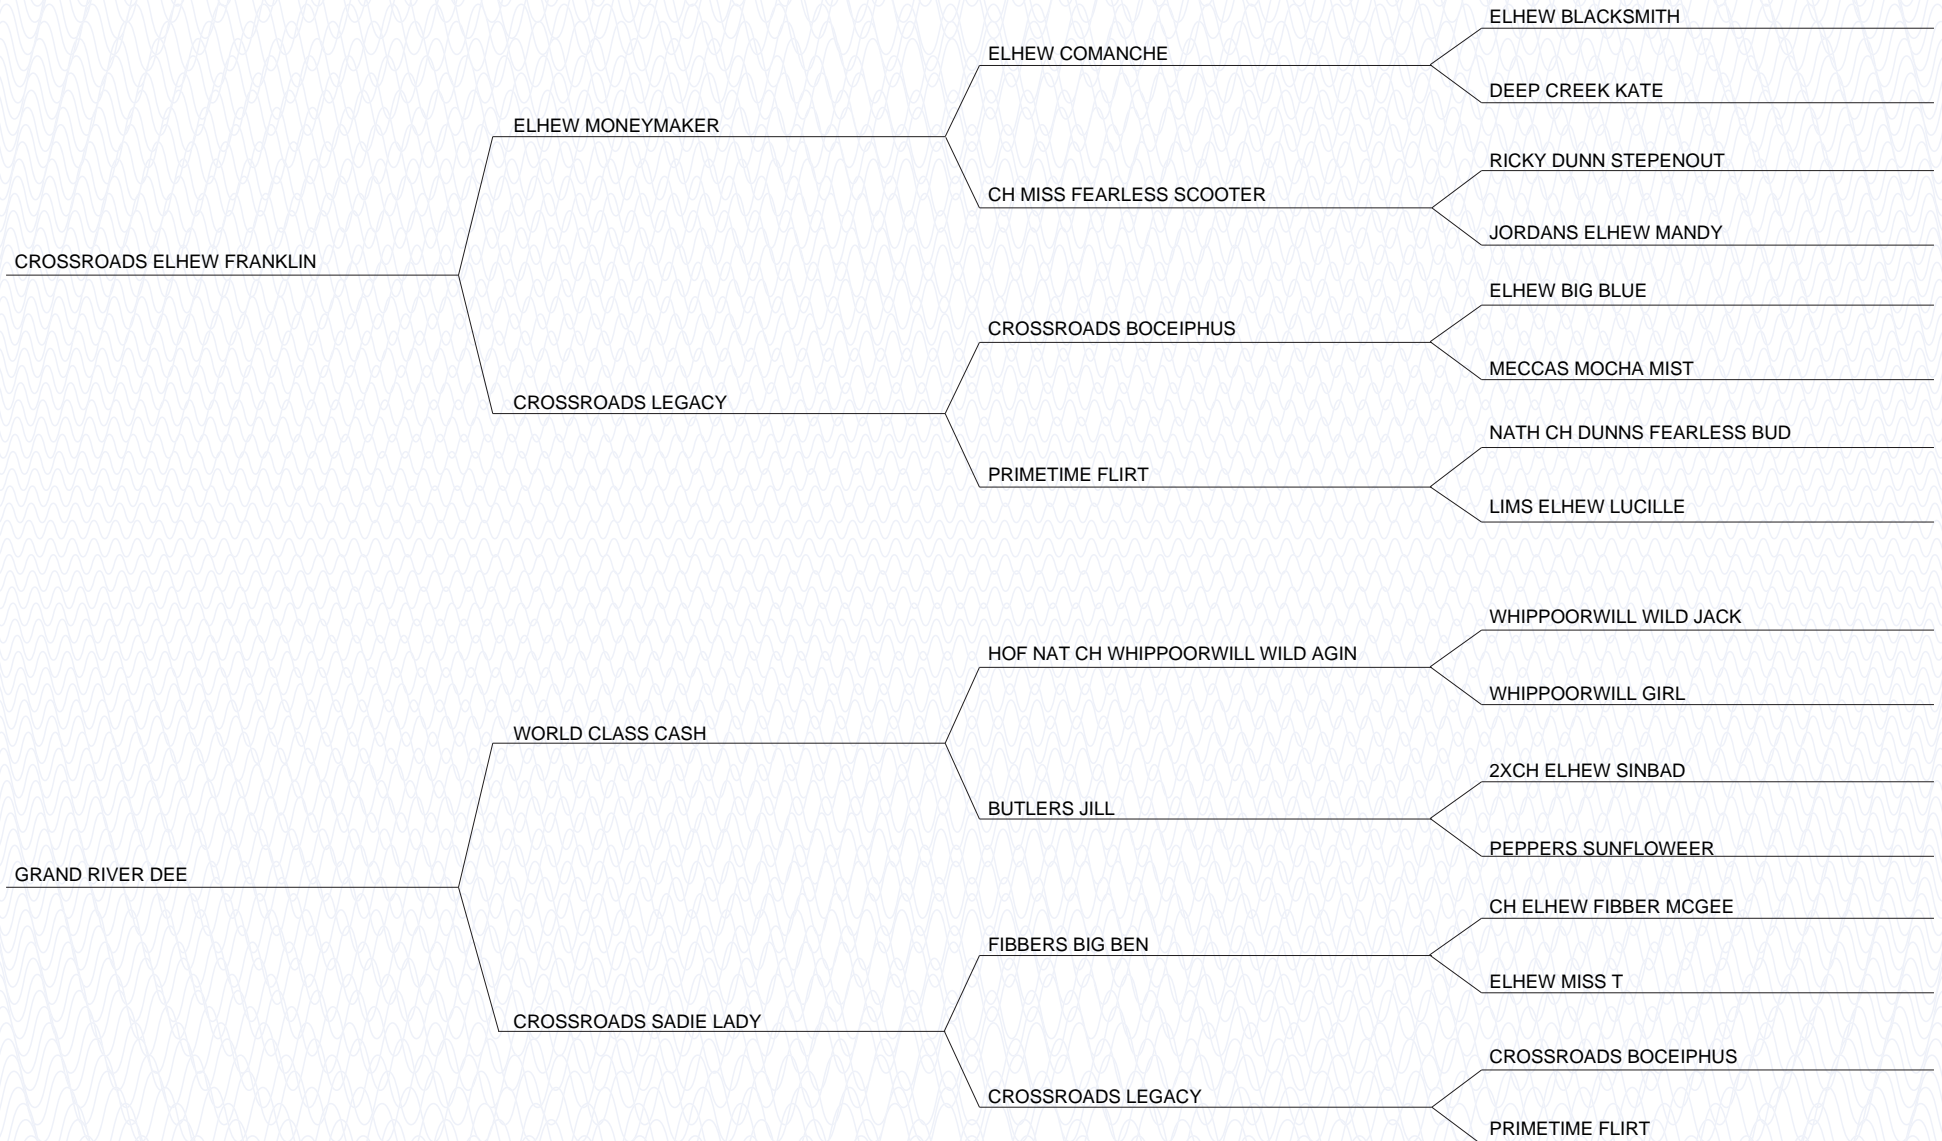 ELHEW BLACKSMITH
ELHEW COMANCHE
DEEP CREEK KATE
ELHEW MONEYMAKER
RICKY DUNN STEPENOUT
CH MISS FEARLESS SCOOTER
JORDANS ELHEW MANDY
CROSSROADS ELHEW FRANKLIN
ELHEW BIG BLUE
CROSSROADS BOCEIPHUS
MECCAS MOCHA MIST
CROSSROADS LEGACY
NATH CH DUNNS FEARLESS BUD
PRIMETIME FLIRT
LIMS ELHEW LUCILLE
WHIPPOORWILL WILD JACK
HOF NAT CH WHIPPOORWILL WILD AGIN
WHIPPOORWILL GIRL
WORLD CLASS CASH
2XCH ELHEW SINBAD
BUTLERS JILL
PEPPERS SUNFLOWEER
GRAND RIVER DEE
CH ELHEW FIBBER MCGEE
FIBBERS BIG BEN
ELHEW MISS T
CROSSROADS SADIE LADY
CROSSROADS BOCEIPHUS
CROSSROADS LEGACY
PRIMETIME FLIRT